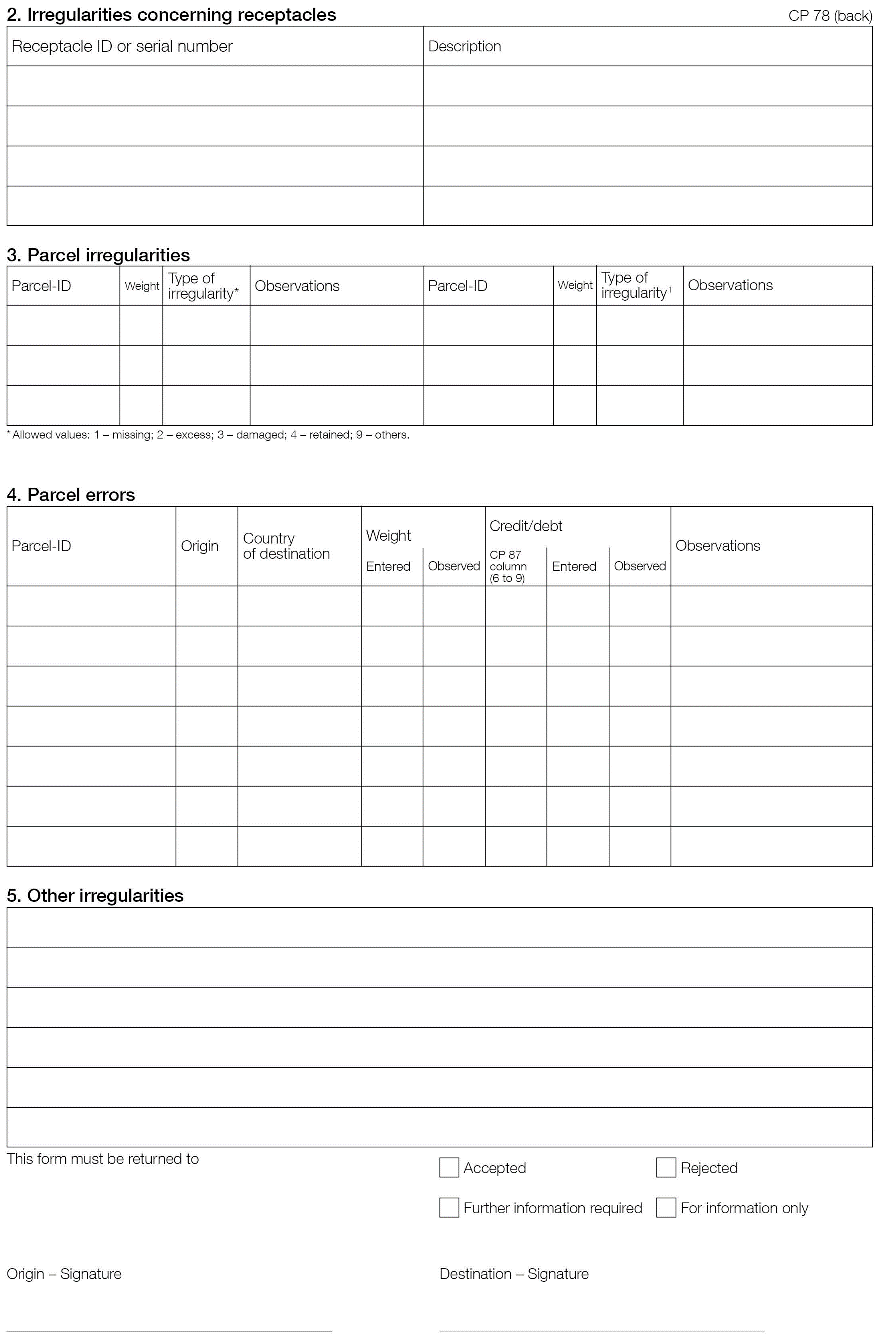 2. Irregularities concerning receptacles
CP 78 (back)
Receptacle ID or serial number
Description
3. Parcel irregularities
Parcel-ID
Weight
Type of
irregularity*
Observations
Parcel-ID
Weight
Type of
irregularity¹
Observations
* Allowed values: 1 – missing; 2 – excess; 3 – damaged; 4 – retained; 9 – others.
4. Parcel errors
Parcel-ID
Origin
Country
of destination
Weight
Entered
Observed
Credit/debt
CP 87
column
(6 to 9)
Entered
Observed
Observations
5. Other irregularities
This form must be returned to
Accepted
Rejected
Further information required
For information only
Origin – Signature
Destination – Signature